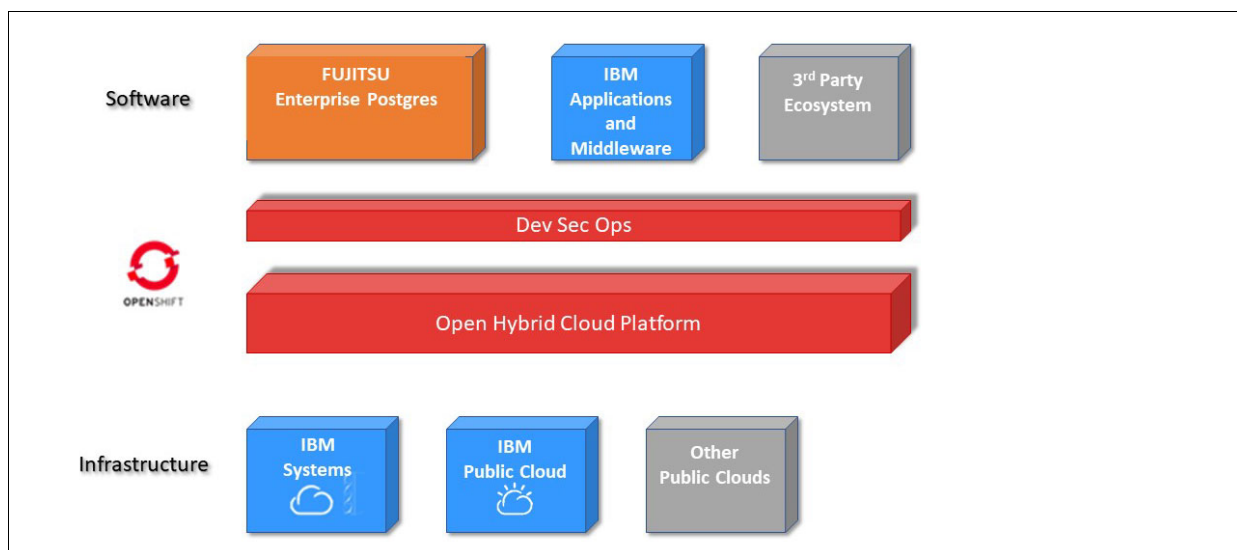 Software
FUJITSU
Enterprise Postgres
IBM
Applications
and
Middleware
3rd Party
Ecosystem
Dev Sec Ops
OPENSHIFT
Open Hybrid Cloud Platform
Infrastructure
IBM
Systems
IBM
Public Cloud
Other
Public Clouds